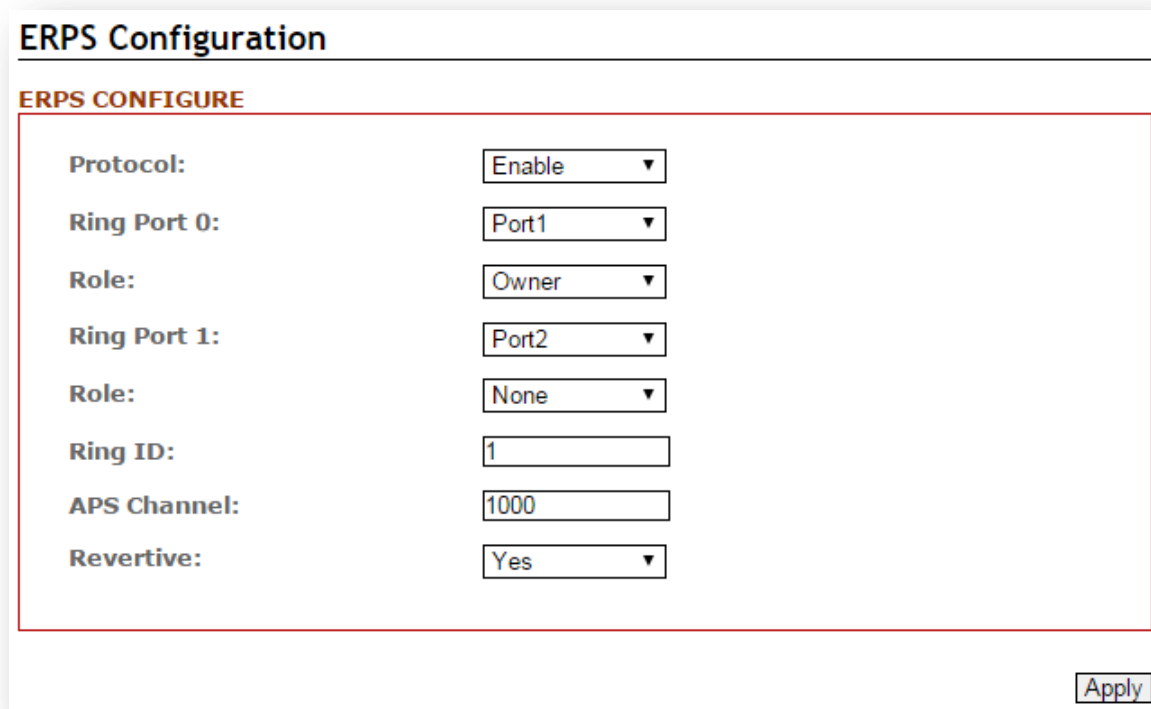 ERPS Configuration
ERPS CONFIGURE
Protocol: Enable
Ring Port 0: Port1
Role: Owner
Ring Port 1: Port2
Role: None
Ring ID: 1
APS Channel: 1000
Revertive: Yes
Apply